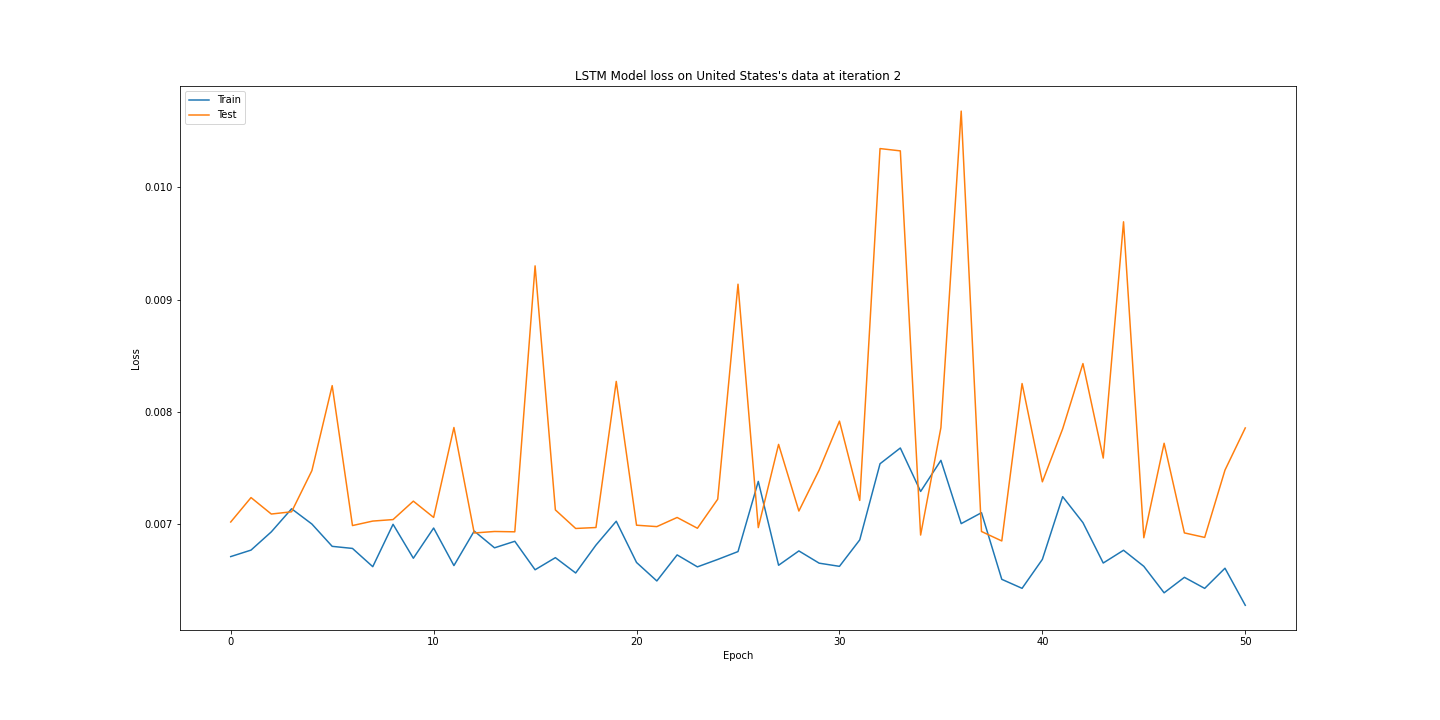 LSTM Model loss on United States's data at iteration 2
Train
Test
0.010
0.009
0.008
0.007
Loss
0 10 20 30 40 50
Epoch